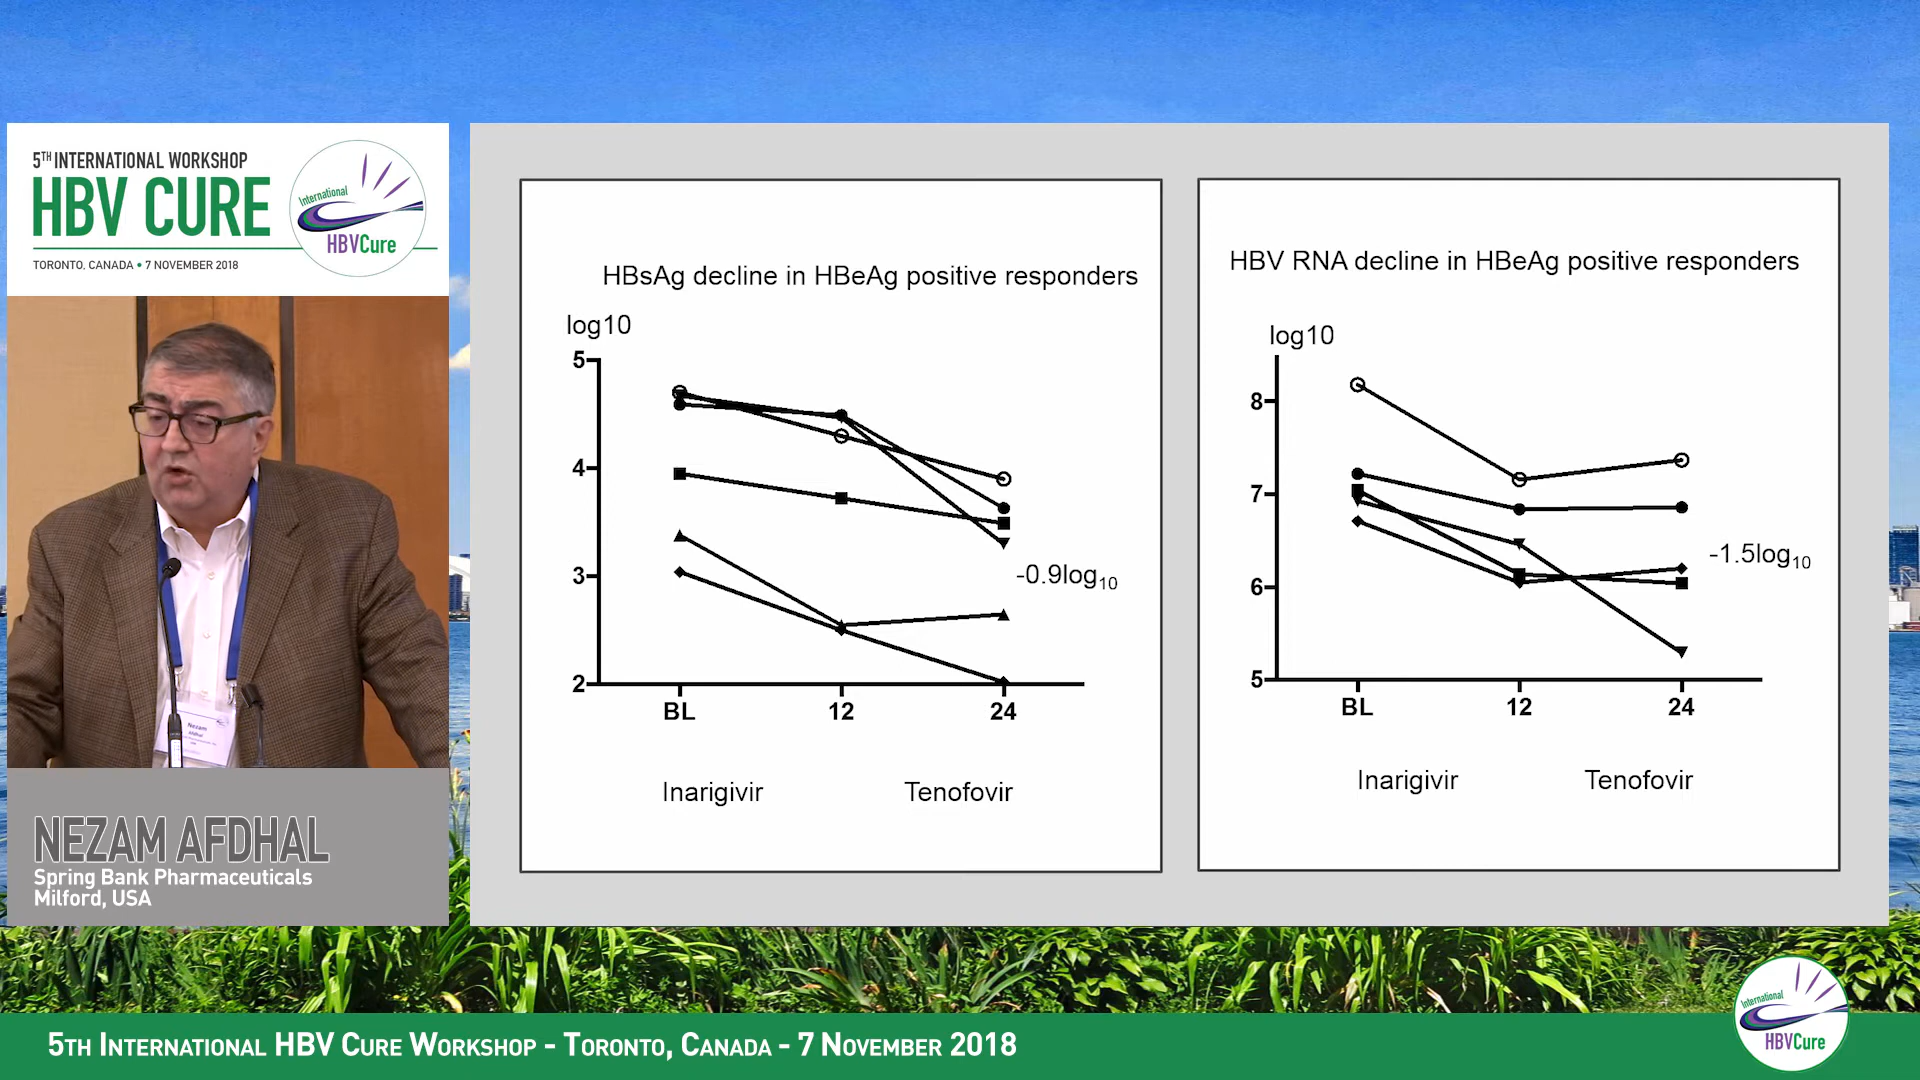 5TH INTERNATIONAL WORKSHOP
HBV CURE
TORONTO, CANADA • 7 NOVEMBER 2018
International
HBVCure
Nezam
Afdhal
NEZAM AFDHAL
Spring Bank Pharmaceuticals
Milford, USA
HBsAg decline in HBeAg positive responders
log10
5
4
3
2
-0.9log10
BL 12 24
Inarigivir Tenofovir
HBV RNA decline in HBeAg positive responders
log10
8
7
6
5
-1.5log10
BL 12 24
Inarigivir Tenofovir
5TH INTERNATIONAL HBV CURE WORKSHOP - TORONTO, CANADA - 7 NOVEMBER 2018
International
HBVCure